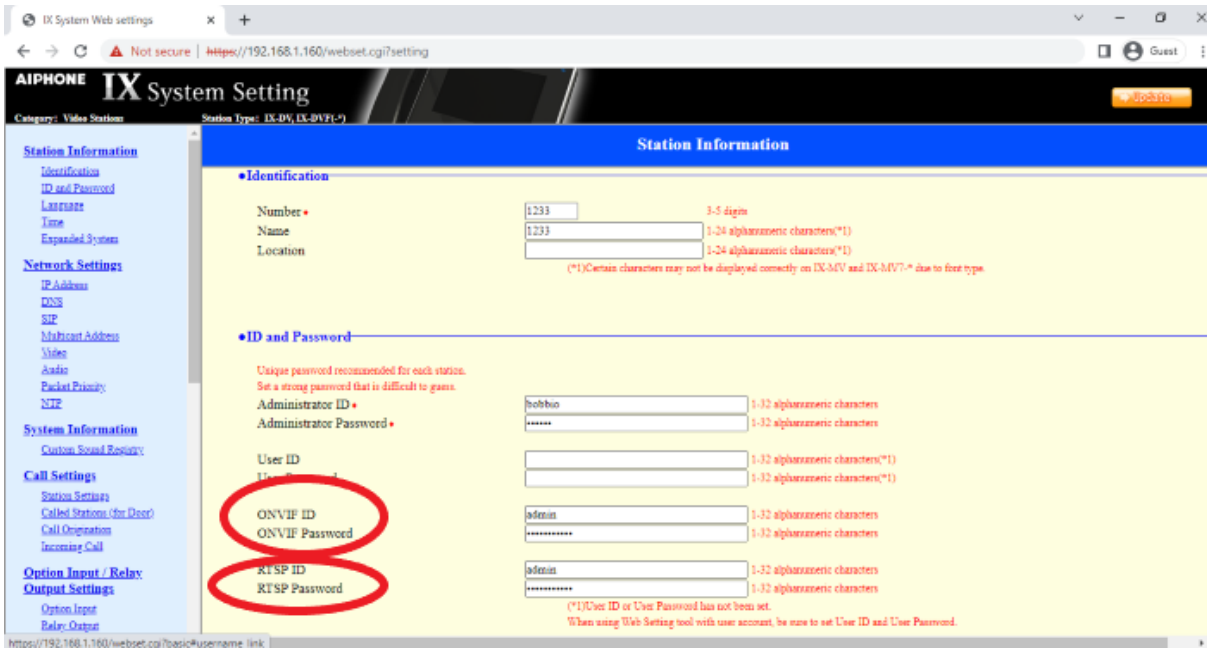 IX System Web settings
Not secure | https://192.168.1.160/webset.cgi?setting
Guest
AIPHONE IX System Setting
Update
Category: Video Stations Station Type: IX-DV, IX-DVF(-*)
Station Information
Identification
ID and Password
Language
Time
Expanded System
Network Settings
IP Address
DNS
SIP
Multicast Address
Video
Audio
Packet Priority
NTP
System Information
Custom Sound Registry
Call Settings
Station Settings
Called Stations (for Door)
Call Origination
Incoming Call
Option Input / Relay
Output Settings
Option Input
Relay Output
Station Information
•Identification
Number• 1233 3-5 digits
Name 1233 1-24 alphanumeric characters(*1)
Location 1-24 alphanumeric characters(*1)
(*1)Certain characters may not be displayed correctly on IX-MV and IX-MV7-* due to font type.
•ID and Password
Unique password recommended for each station.
Set a strong password that is difficult to guess.
Administrator ID• bobbio 1-32 alphanumeric characters
Administrator Password• •••••• 1-32 alphanumeric characters
User ID 1-32 alphanumeric characters(*1)
User Password 1-32 alphanumeric characters(*1)
ONVIF ID admin 1-32 alphanumeric characters
ONVIF Password ••••••••••• 1-32 alphanumeric characters
RTSP ID admin 1-32 alphanumeric characters
RTSP Password ••••••••••• 1-32 alphanumeric characters
(*1)User ID or User Password has not been set.
When using Web Setting tool with user account, be sure to set User ID and User Password.
https://192.168.1.160/webset.cgi?basic#username_link